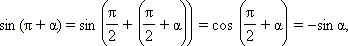 sin (π + α) = sin (π/2 + (π/2 + α)) = cos (π/2 + α) = −sin α,